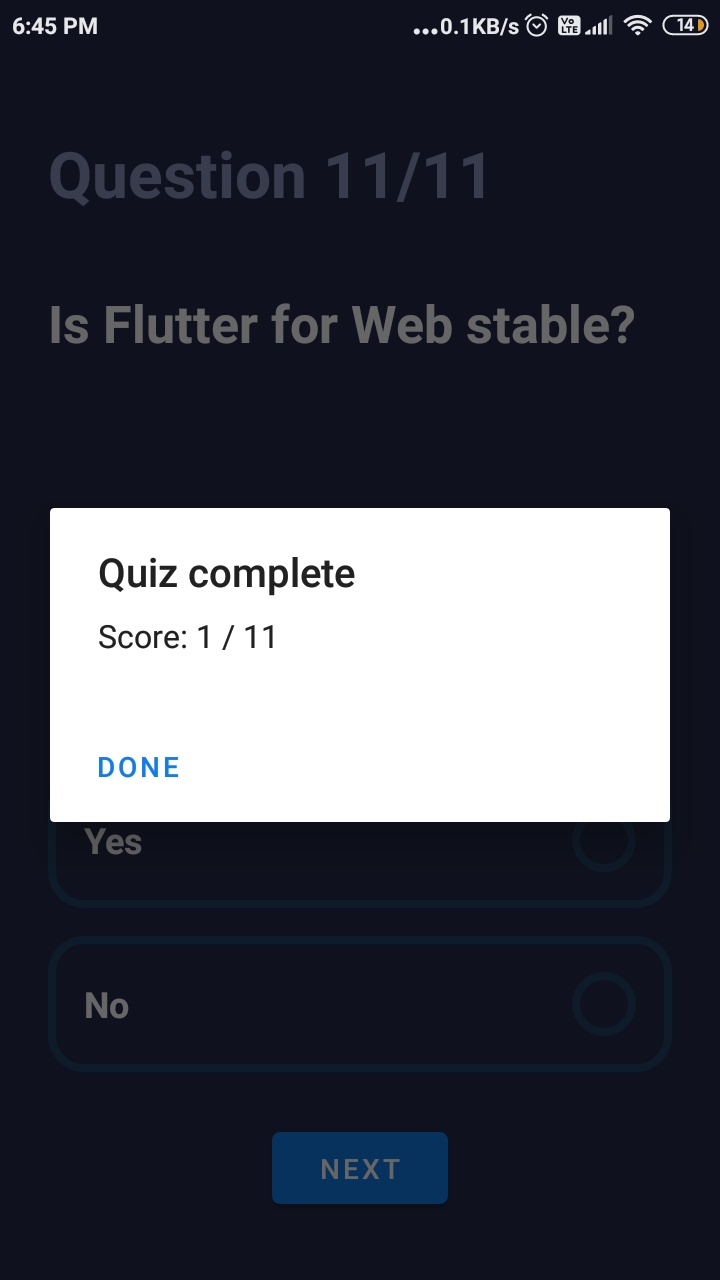 6:45 PM
...0.1KB/s
Vo LTE
14
Question 11/11
Is Flutter for Web stable?
Quiz complete
Score: 1 / 11
DONE
Yes
No
NEXT